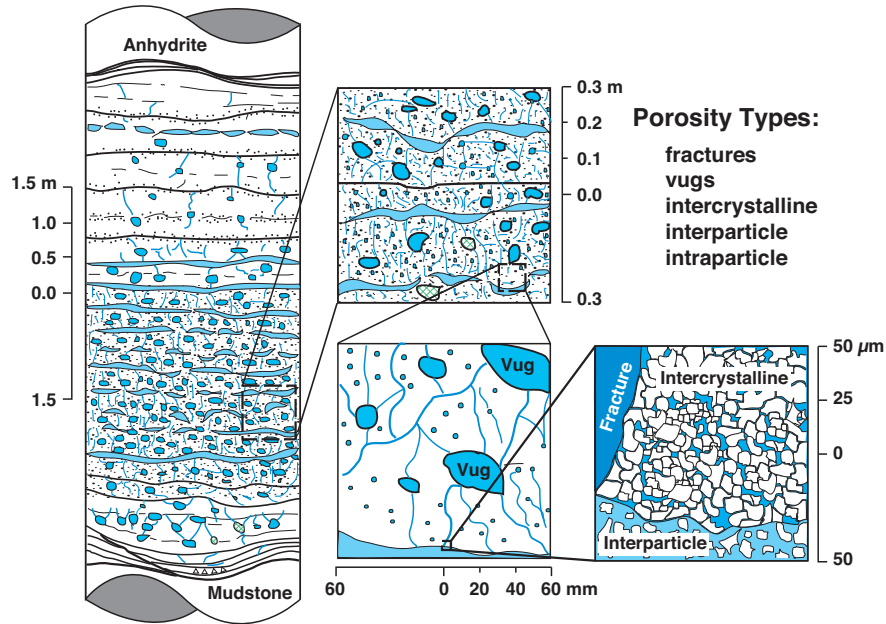 Anhydrite
1.5 m
1.0
0.5
0.0
1.5
Mudstone
0.3 m
0.2
0.1
0.0
0.3
Porosity Types:
fractures
vugs
intercrystalline
interparticle
intraparticle
Vug
Vug
60 0 20 40 60 mm
Fracture
Intercrystalline
Interparticle
50 µm
25
0
50